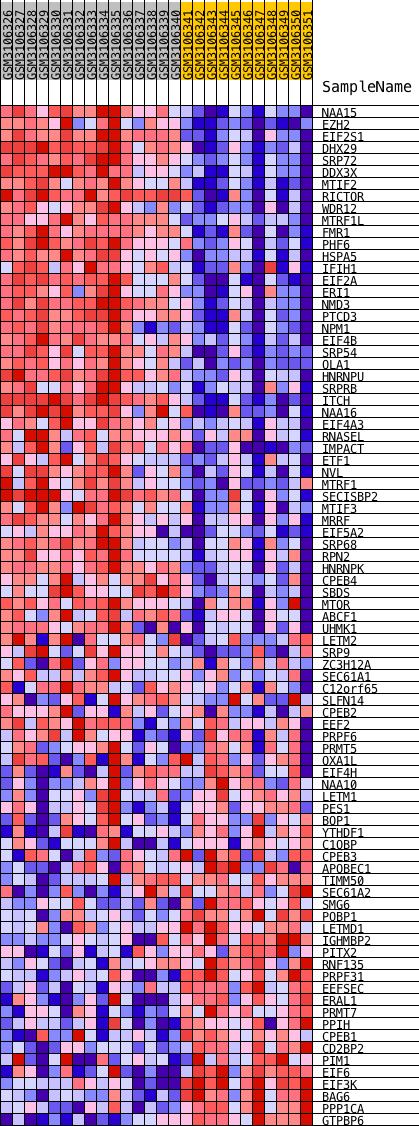 GSM3106326
GSM3106327
GSM3106328
GSM3106329
GSM3106330
GSM3106331
GSM3106332
GSM3106333
GSM3106334
GSM3106335
GSM3106336
GSM3106337
GSM3106338
GSM3106339
GSM3106340
GSM3106341
GSM3106342
GSM3106343
GSM3106344
GSM3106345
GSM3106346
GSM3106347
GSM3106348
GSM3106349
GSM3106350
GSM3106351
SampleName
NAA15
EZH2
EIF2S1
DHX29
SRP72
DDX3X
MTIF2
RICTOR
WDR12
MTRF1L
FMR1
PHF6
HSPA5
IFIH1
EIF2A
ERI1
NMD3
PTCD3
NPM1
EIF4B
SRP54
OLA1
HNRNPU
SRPRB
ITCH
NAA16
EIF4A3
RNASEL
IMPACT
ETF1
NVL
MTRF1
SECISBP2
MTIF3
MRRF
EIF5A2
SRP68
RPN2
HNRNPK
CPEB4
SBDS
MTOR
ABCF1
UHMK1
LETM2
SRP9
ZC3H12A
SEC61A1
C12orf65
SLFN14
CPEB2
EEF2
PRPF6
PRMT5
OXA1L
EIF4H
NAA10
LETM1
PES1
BOP1
YTHDF1
C1QBP
CPEB3
APOBEC1
TIMM50
SEC61A2
SMG6
PQBP1
LETMD1
IGHMBP2
PITX2
RNF135
PRPF31
EEFSEC
ERAL1
PRMT7
PPIH
CPEB1
CD2BP2
PIM1
EIF6
EIF3K
BAG6
PPP1CA
GTPBP6